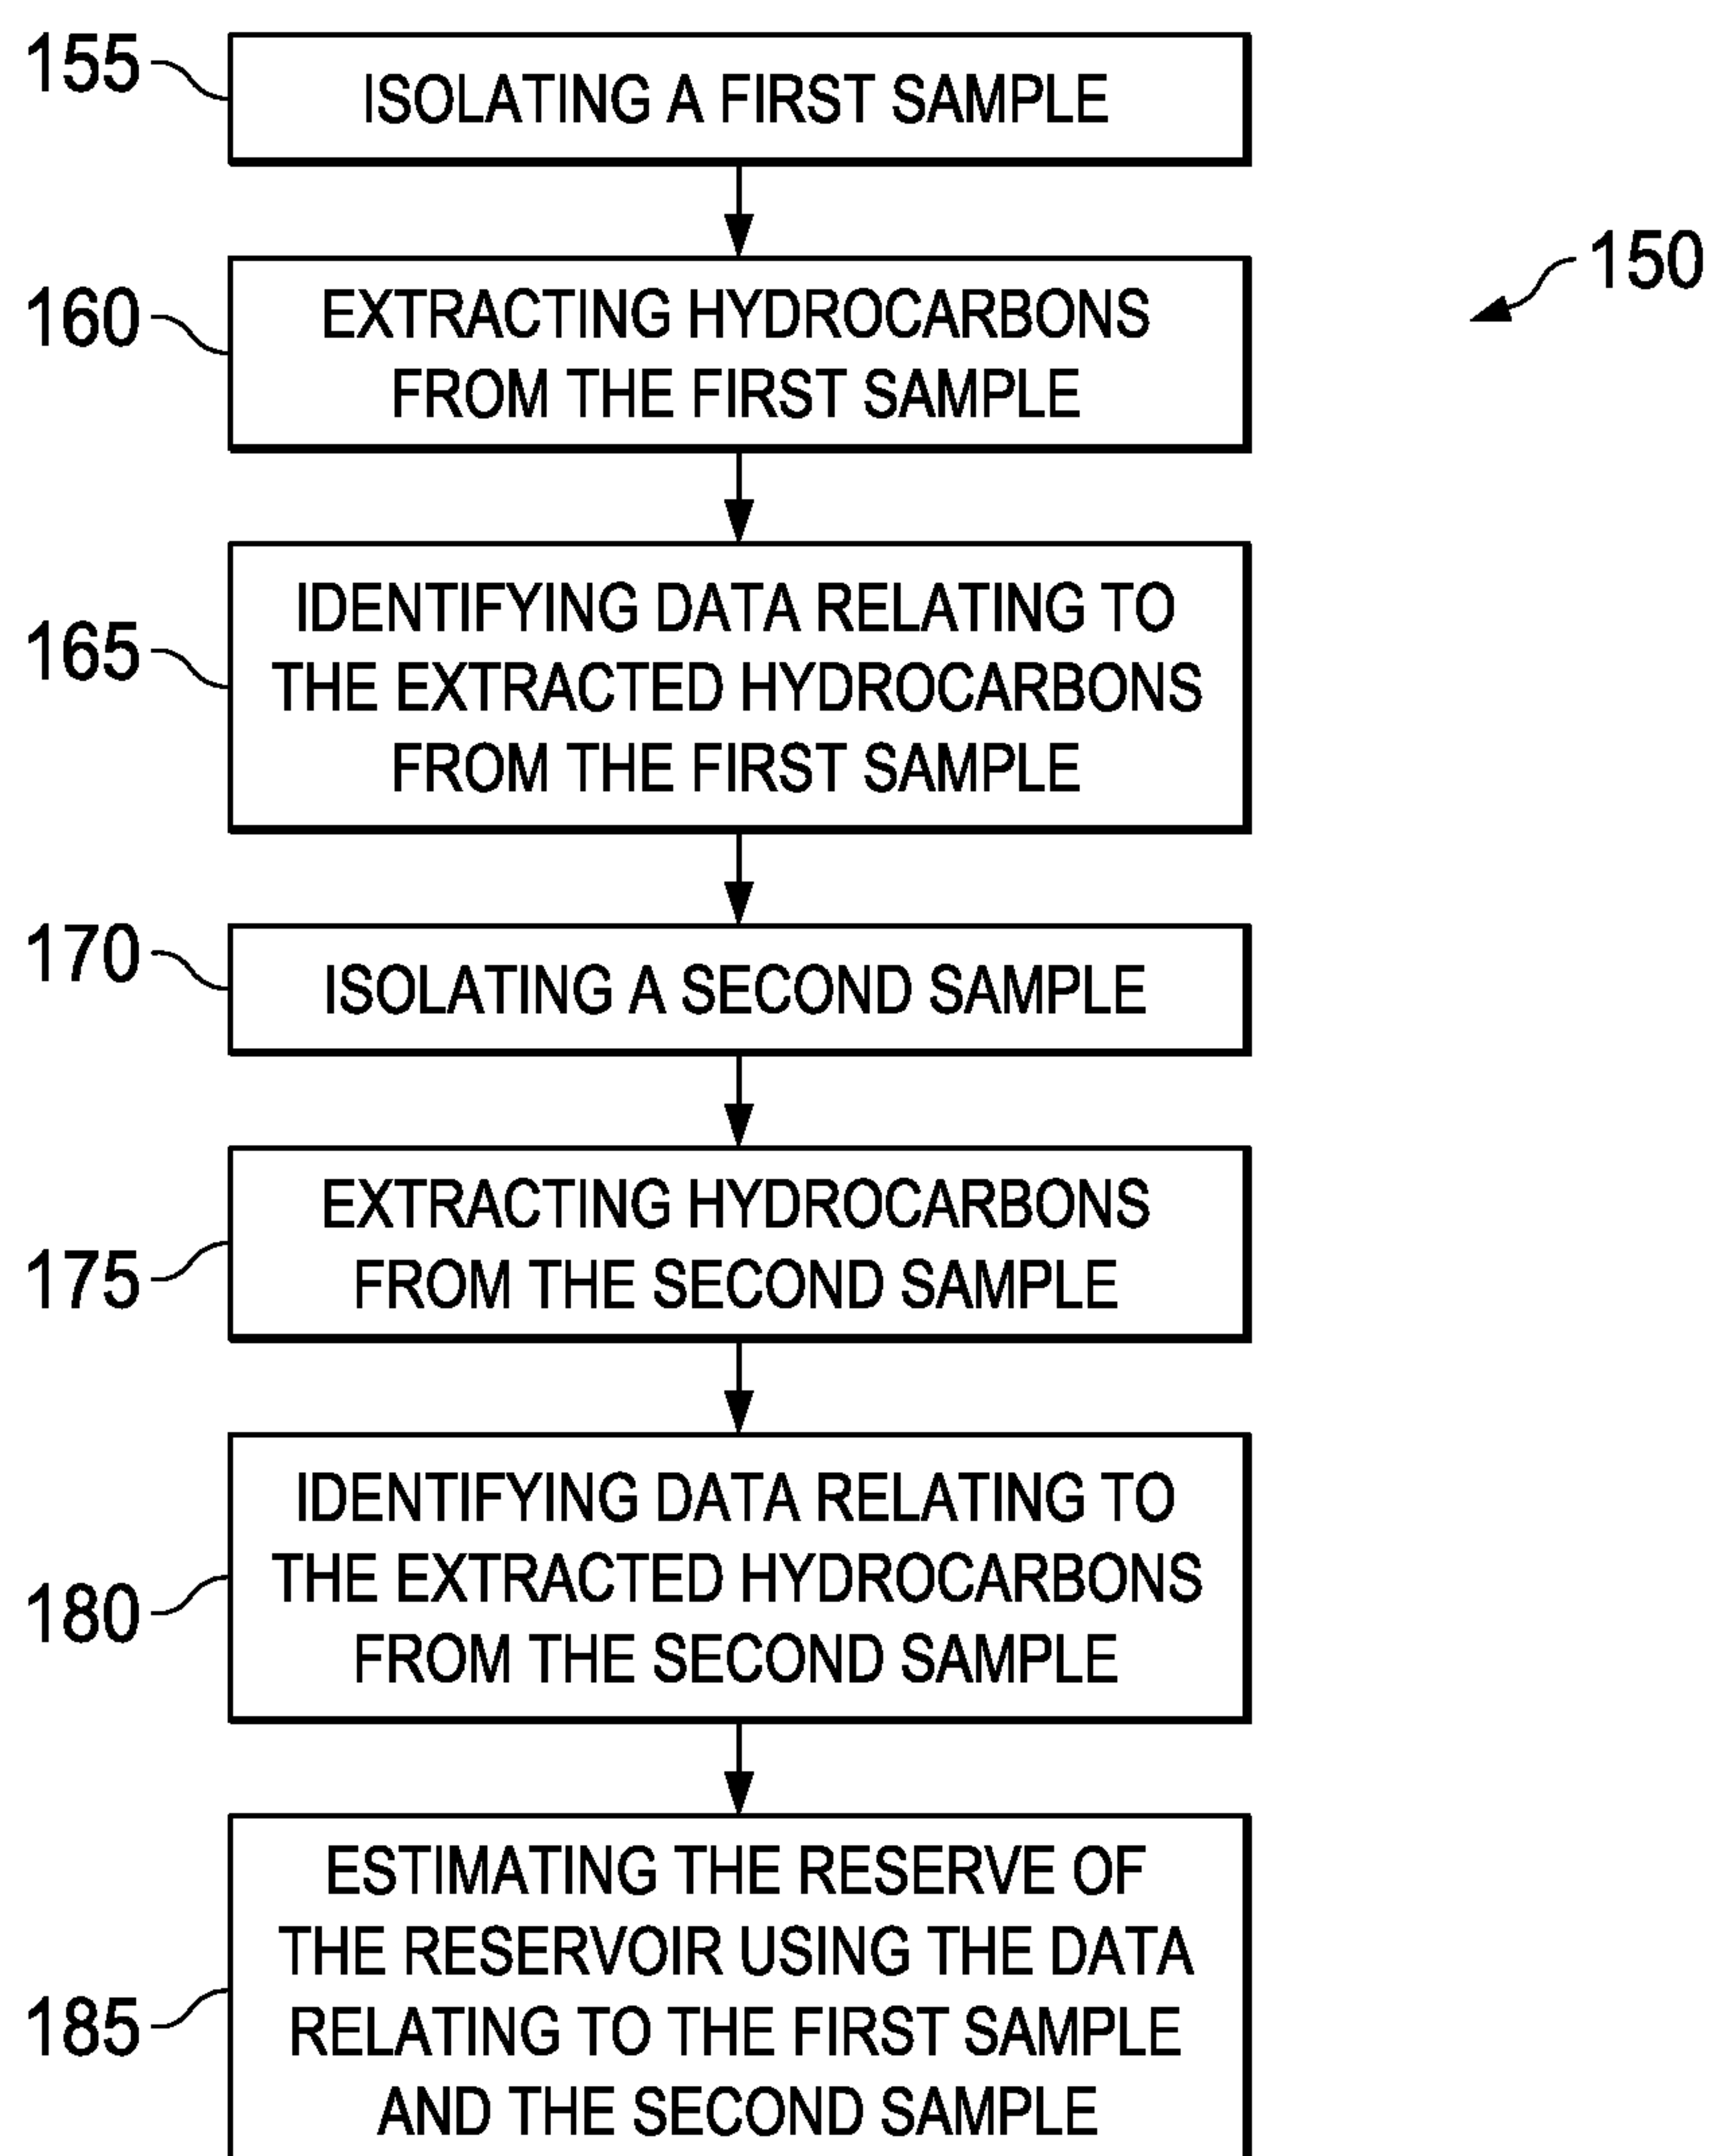 155
ISOLATING A FIRST SAMPLE
150
160
EXTRACTING HYDROCARBONS
FROM THE FIRST SAMPLE
165
IDENTIFYING DATA RELATING TO
THE EXTRACTED HYDROCARBONS
FROM THE FIRST SAMPLE
170
ISOLATING A SECOND SAMPLE
175
EXTRACTING HYDROCARBONS
FROM THE SECOND SAMPLE
180
IDENTIFYING DATA RELATING TO
THE EXTRACTED HYDROCARBONS
FROM THE SECOND SAMPLE
185
ESTIMATING THE RESERVE OF
THE RESERVOIR USING THE DATA
RELATING TO THE FIRST SAMPLE
AND THE SECOND SAMPLE